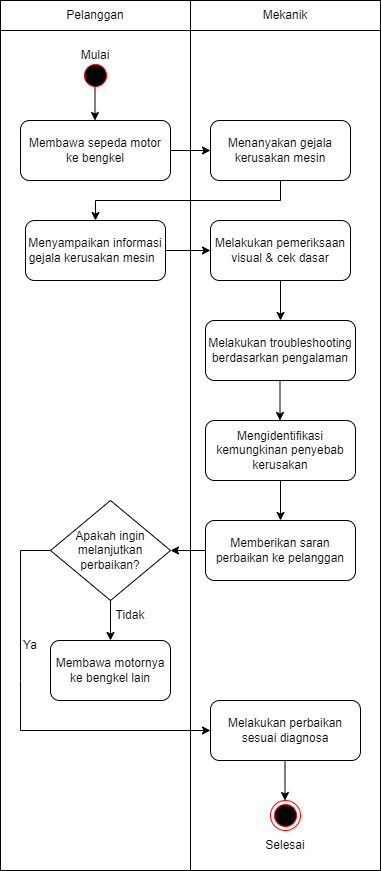 Pelanggan
Mekanik
Mulai
Membawa sepeda motor
ke bengkel
Menanyakan gejala
kerusakan mesin
Menyampaikan informasi
gejala kerusakan mesin
Melakukan pemeriksaan
visual & cek dasar
Melakukan troubleshooting
berdasarkan pengalaman
Mengidentifikasi
kemungkinan penyebab
kerusakan
Memberikan saran
perbaikan ke pelanggan
Apakah ingin
melanjutkan
perbaikan?
Tidak
Ya
Membawa motornya
ke bengkel lain
Melakukan perbaikan
sesuai diagnosa
Selesai